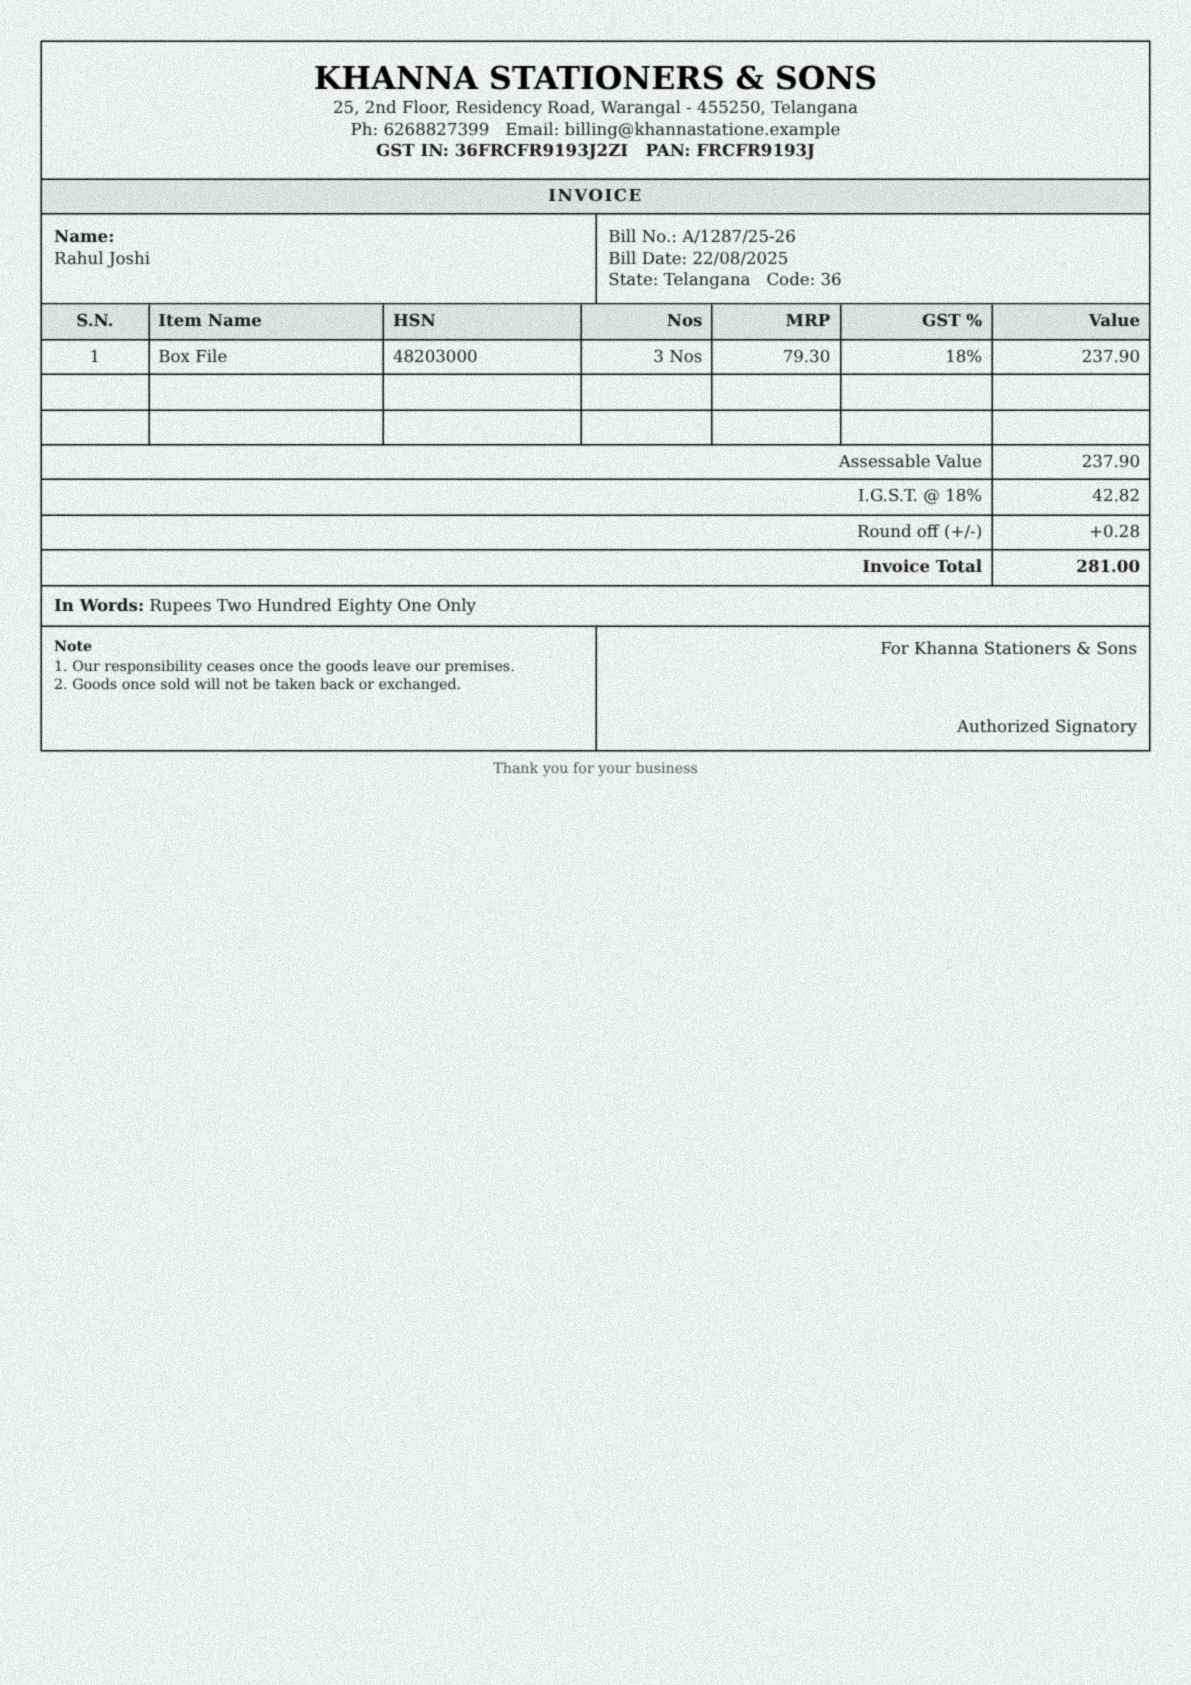 KHANNA STATIONERS & SONS
25, 2nd Floor, Residency Road, Warangal - 455250, Telangana
Ph: 6268827399 Email: billing@khannastatione.example
GST IN: 36FRCFR9193J2ZI PAN: FRCFR9193J
INVOICE
Name:
Rahul Joshi
Bill No.: A/1287/25-26
Bill Date: 22/08/2025
State: Telangana Code: 36
S.N. Item Name HSN Nos MRP GST % Value
1 Box File 48203000 3 Nos 79.30 18% 237.90
Assessable Value 237.90
I.G.S.T. @ 18% 42.82
Round off (+/-) +0.28
Invoice Total 281.00
In Words: Rupees Two Hundred Eighty One Only
Note
1. Our responsibility ceases once the goods leave our premises.
2. Goods once sold will not be taken back or exchanged.
For Khanna Stationers & Sons
Authorized Signatory
Thank you for your business